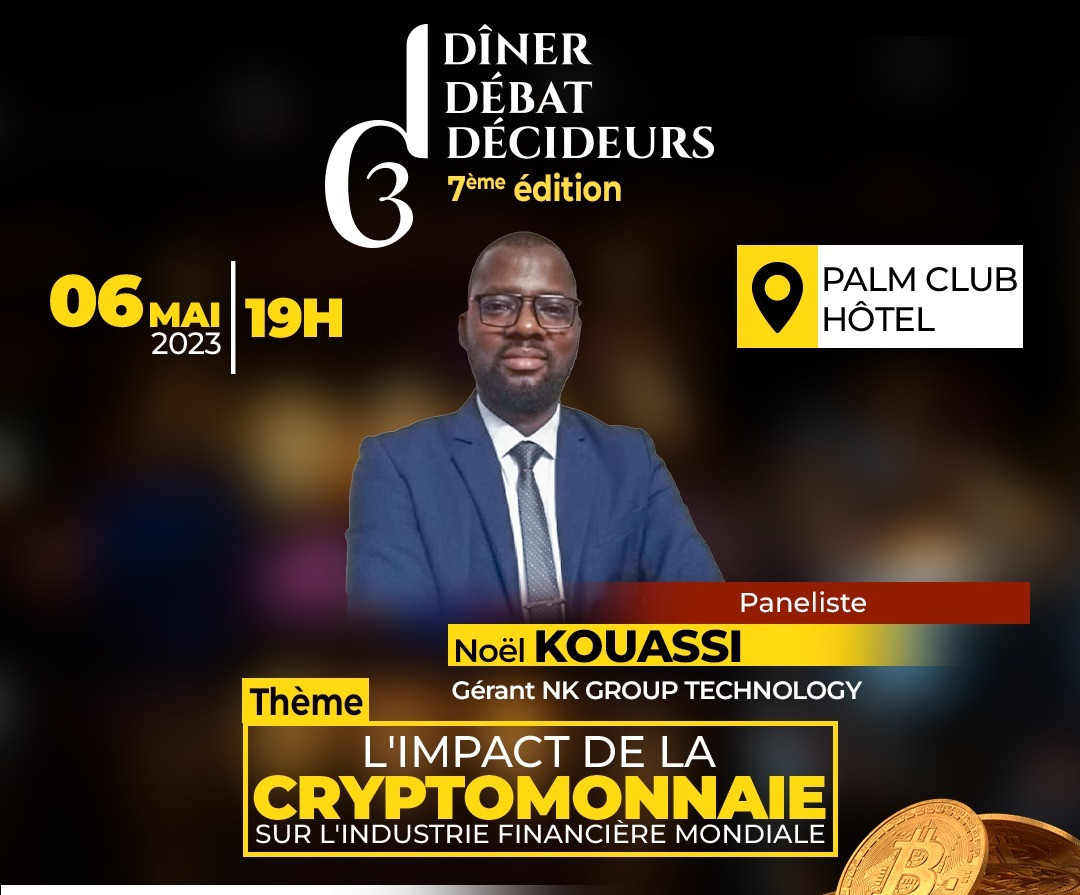 DÎNER
DÉBAT
DÉCIDEURS
7ème édition
d3
06 MAI 2023
19H
PALM CLUB
HÔTEL
Paneliste
Noël KOUASSI
Gérant NK GROUP TECHNOLOGY
Thème
L'IMPACT DE LA
CRYPTOMONNAIE
SUR L'INDUSTRIE FINANCIÈRE MONDIALE